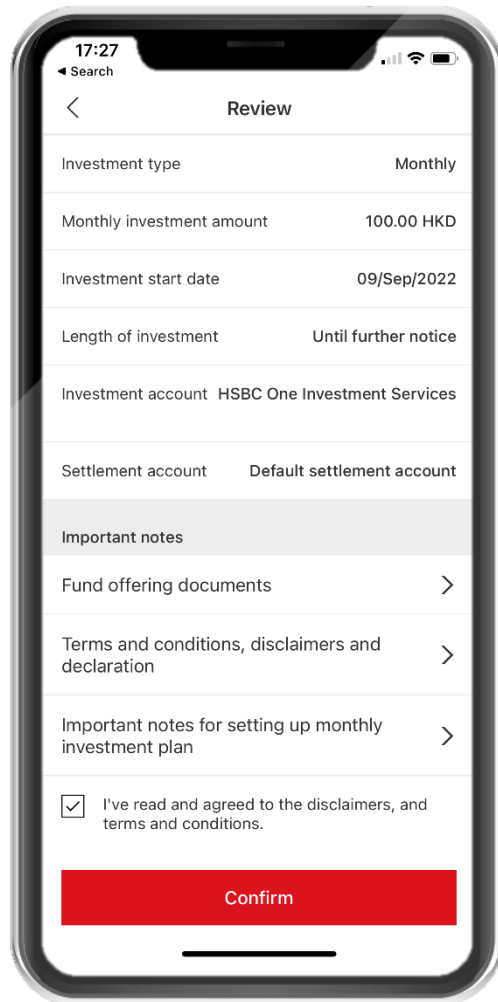 17:27
◀ Search
Review
Investment type Monthly
Monthly investment amount 100.00 HKD
Investment start date 09/Sep/2022
Length of investment Until further notice
Investment account HSBC One Investment Services
Settlement account Default settlement account
Important notes
Fund offering documents
Terms and conditions, disclaimers and
declaration
Important notes for setting up monthly
investment plan
I've read and agreed to the disclaimers, and
terms and conditions.
Confirm